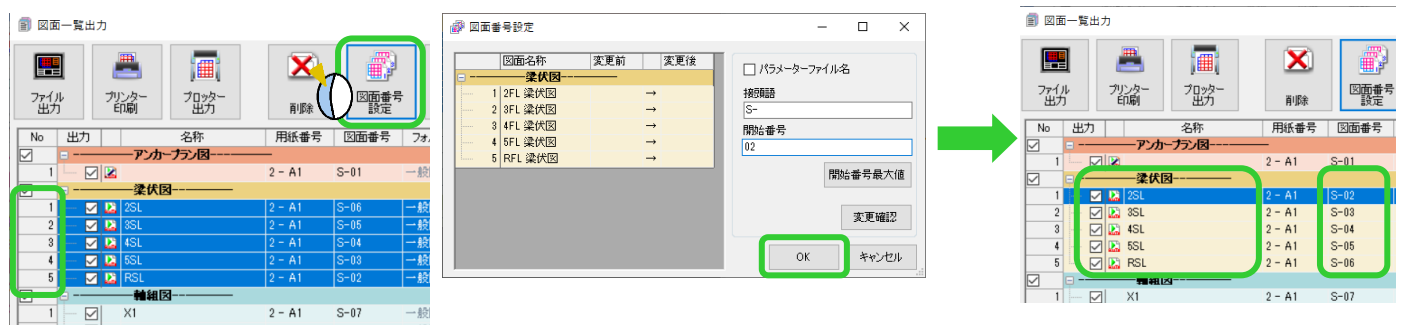 図面一覧出力
ファイル出力
プリンター印刷
プロッター出力
削除
図面番号設定
No 出力 名称 用紙番号 図面番号 フォ
アンカープラン図
1 2 - A1 S-01 一般
梁伏図
1 2SL 2 - A1 S-06 一般
2 3SL 2 - A1 S-05 一般
3 4SL 2 - A1 S-04 一般
4 5SL 2 - A1 S-03 一般
5 RSL 2 - A1 S-02 一般
軸組図
1 X1 2 - A1 S-07 一般
図面番号設定
図面名称 変更前 変更後
梁伏図
1 2FL 梁伏図 →
2 3FL 梁伏図 →
3 4FL 梁伏図 →
4 5FL 梁伏図 →
5 RFL 梁伏図 →
パラメーターファイル名
接頭語
S-
開始番号
02
開始番号最大値
変更確認
OK キャンセル
図面一覧出力
ファイル出力
プリンター印刷
プロッター出力
削除
図面番号設定
No 出力 名称 用紙番号 図面番号
アンカープラン図
1 2 - A1 S-01
梁伏図
1 2SL 2 - A1 S-02
2 3SL 2 - A1 S-03
3 4SL 2 - A1 S-04
4 5SL 2 - A1 S-05
5 RSL 2 - A1 S-06
軸組図
1 X1 2 - A1 S-07